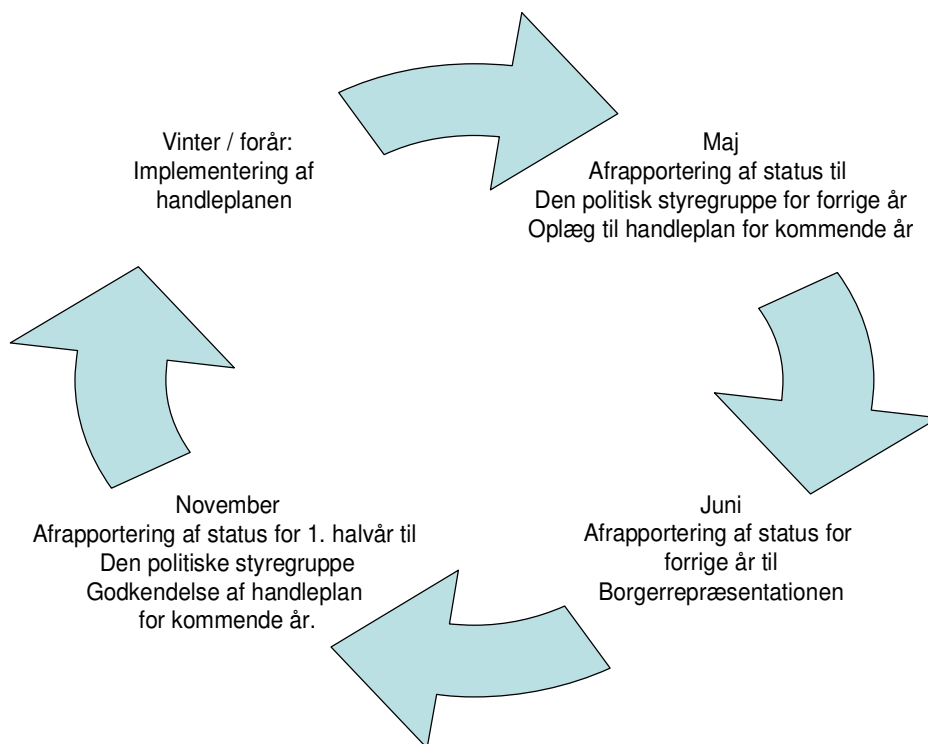 Vinter / forår:
Implementering af
handleplanen
Maj
Afrapportering af status til
Den politisk styregruppe for forrige år
Oplæg til handleplan for kommende år
Juni
Afrapportering af status for
forrige år til
Borgerrepræsentationen
November
Afrapportering af status for 1. halvår til
Den politiske styregruppe
Godkendelse af handleplan
for kommende år.